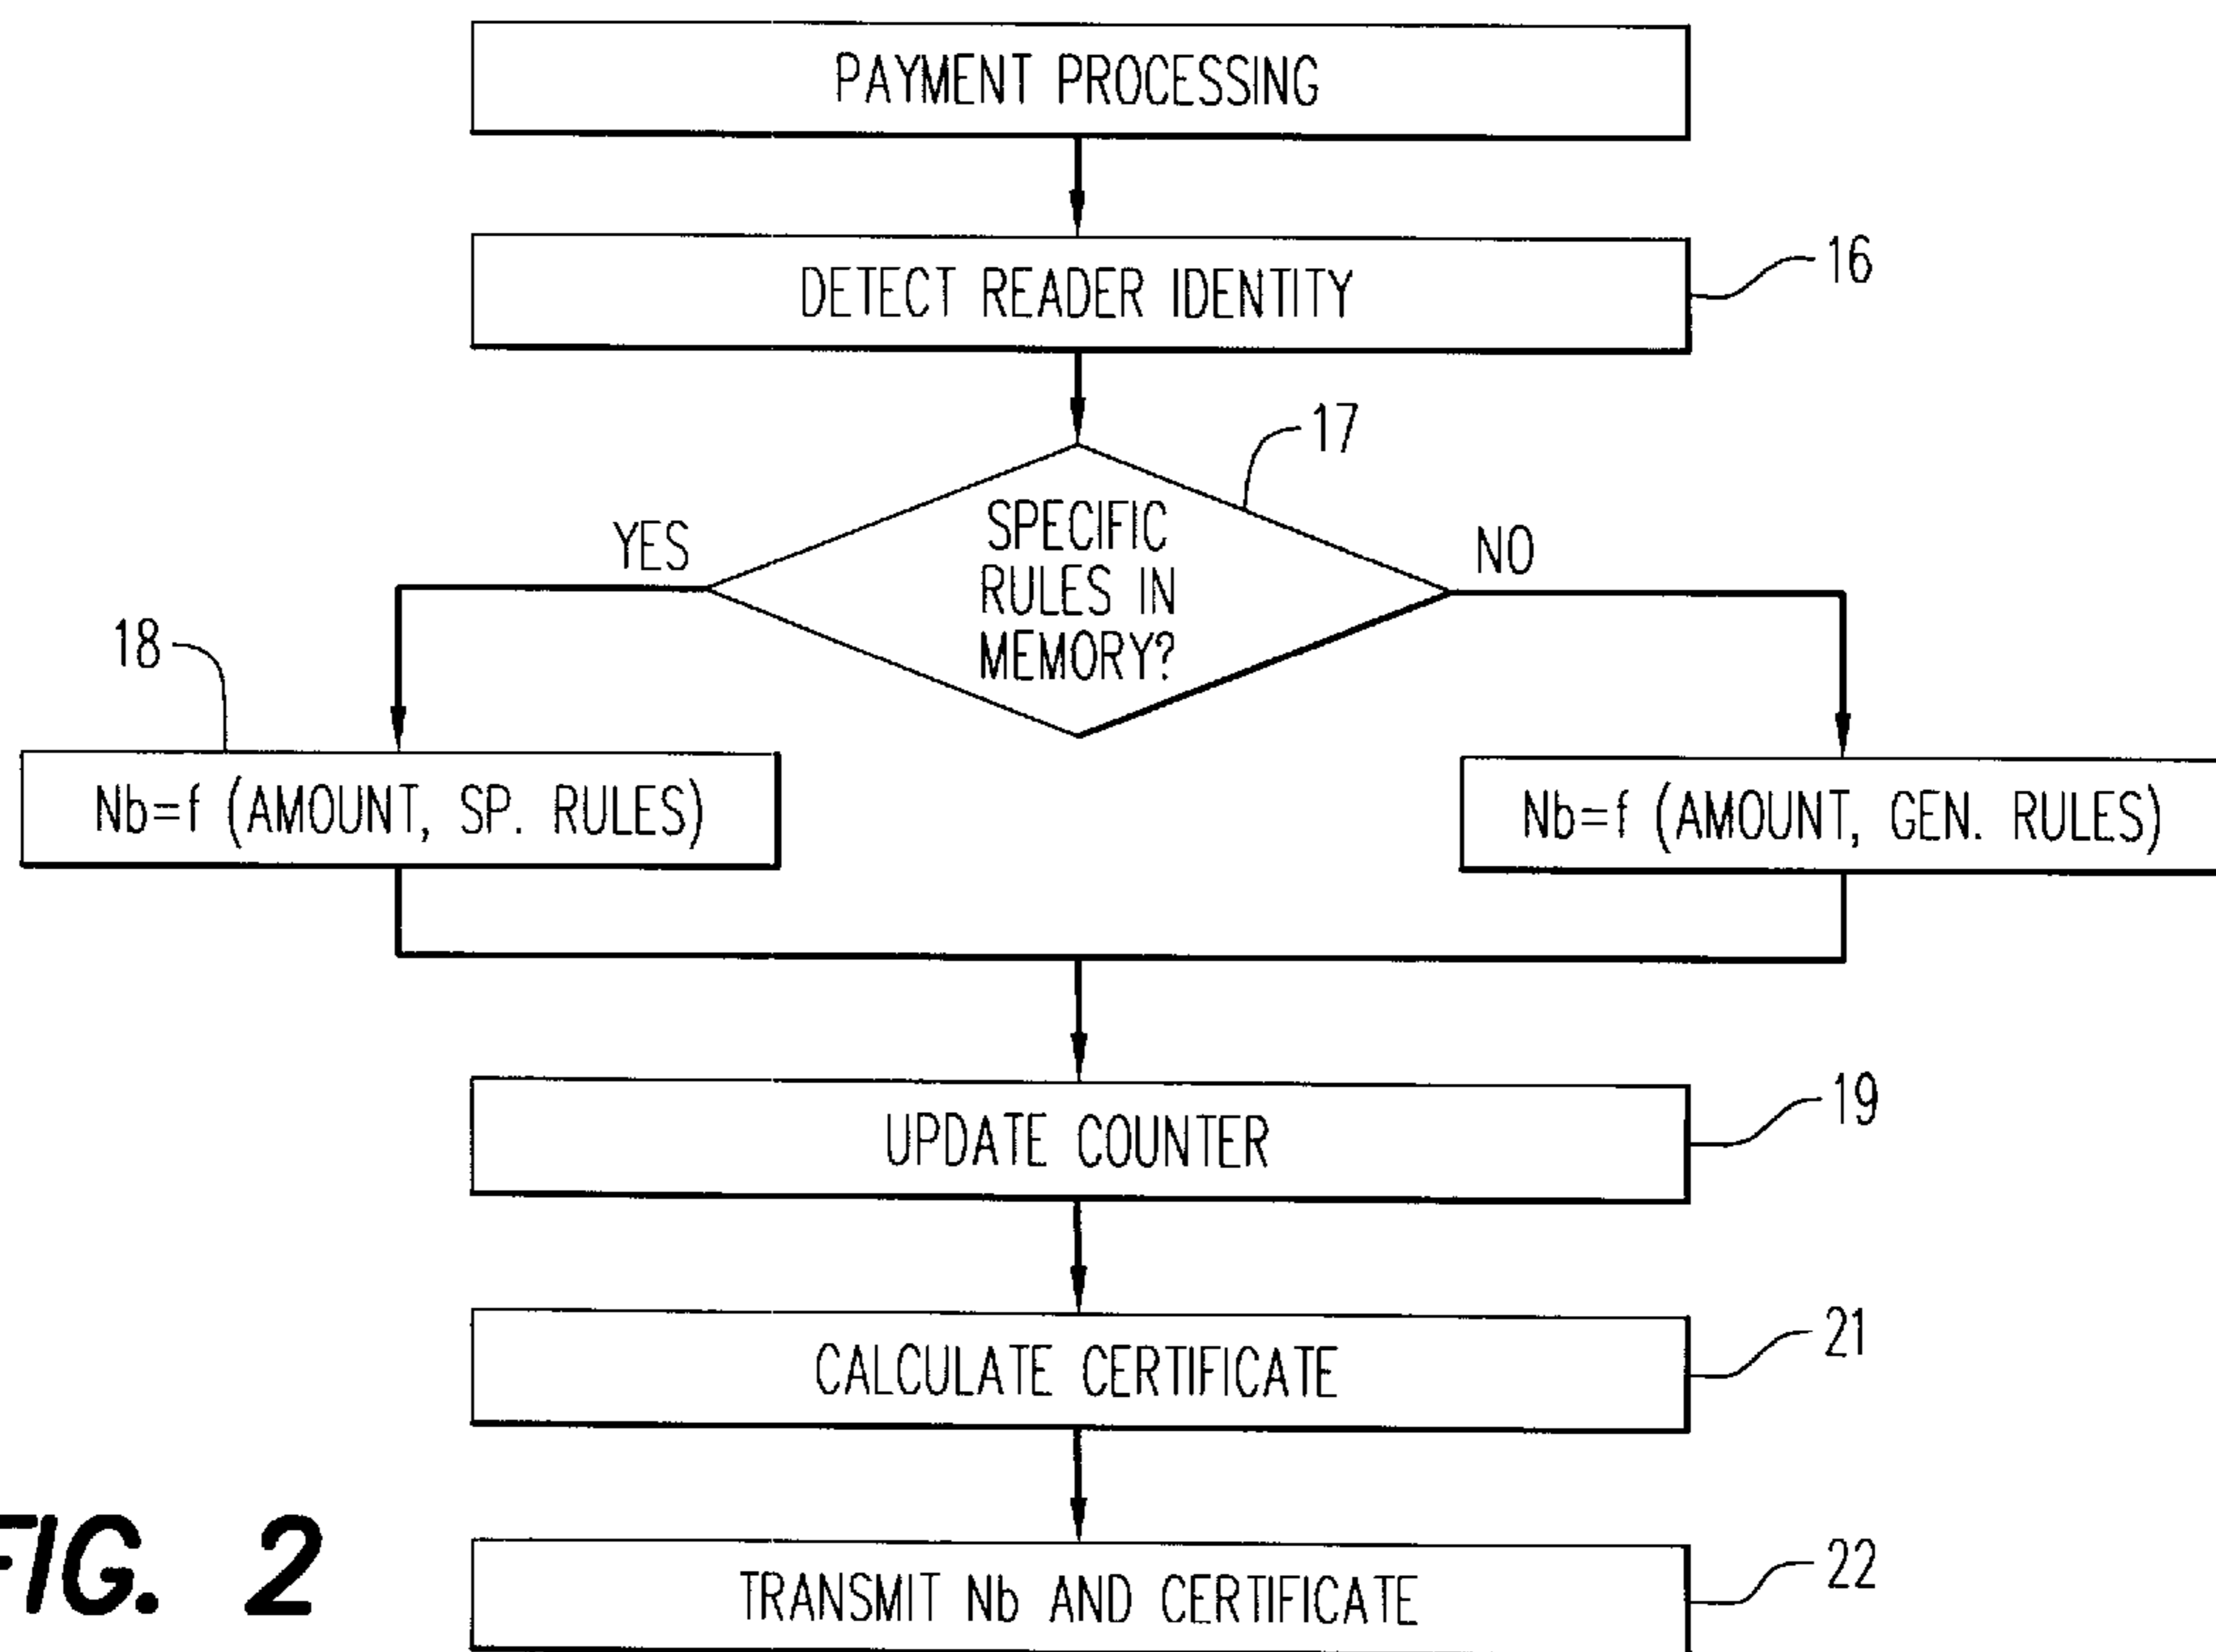 PAYMENT PROCESSING
DETECT READER IDENTITY
16
17
SPECIFIC
RULES IN
MEMORY?
YES
NO
18
Nb=f (AMOUNT, SP. RULES)
Nb=f (AMOUNT, GEN. RULES)
UPDATE COUNTER
19
CALCULATE CERTIFICATE
21
TRANSMIT Nb AND CERTIFICATE
22
FIG. 2